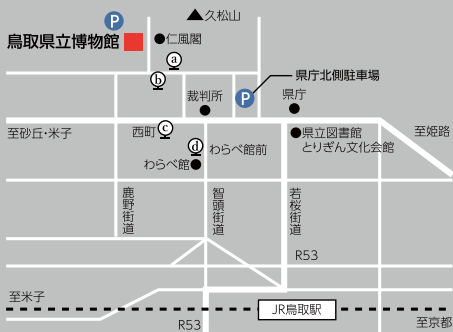 P
久松山
鳥取県立博物館
仁風閣
a
b
県庁北側駐車場
裁判所
P
県庁
西町
c
至砂丘・米子
県立図書館
とりぎん文化会館
至姫路
d
わらべ館前
わらべ館
鹿野街道
智頭街道
若桜街道
R53
至米子
JR鳥取駅
R53
至京都